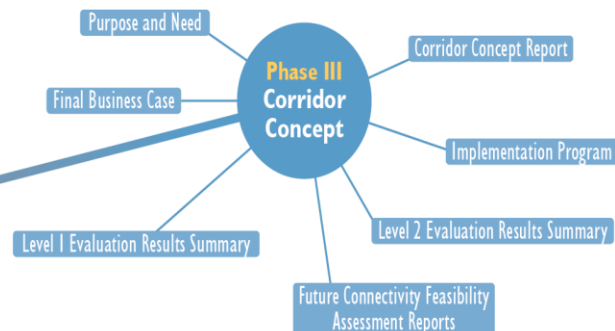 Purpose and Need
Final Business Case
Phase III
Corridor
Concept
Corridor Concept Report
Implementation Program
Level 1 Evaluation Results Summary
Level 2 Evaluation Results Summary
Future Connectivity Feasibility
Assessment Reports